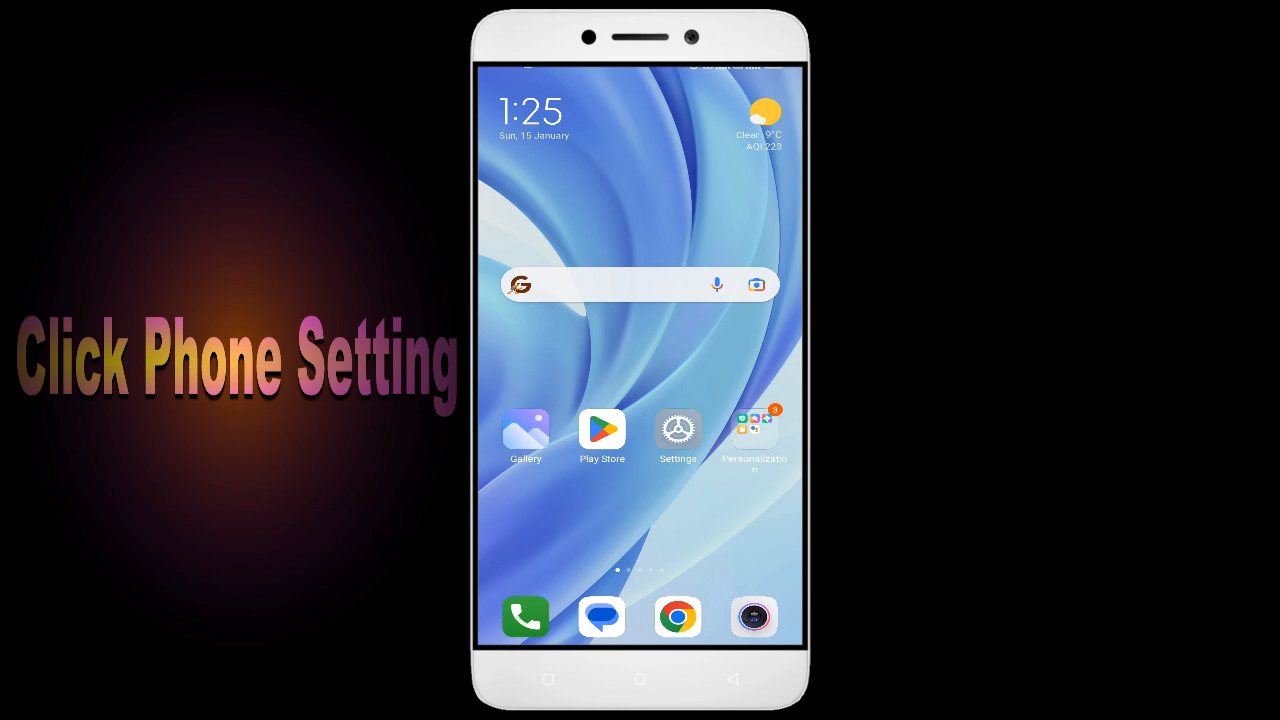 Click Phone Setting
1:25
Sun, 15 January
Clear 9°C
AQI 223
G
Gallery
Play Store
Settings
3
Personalizatio
n